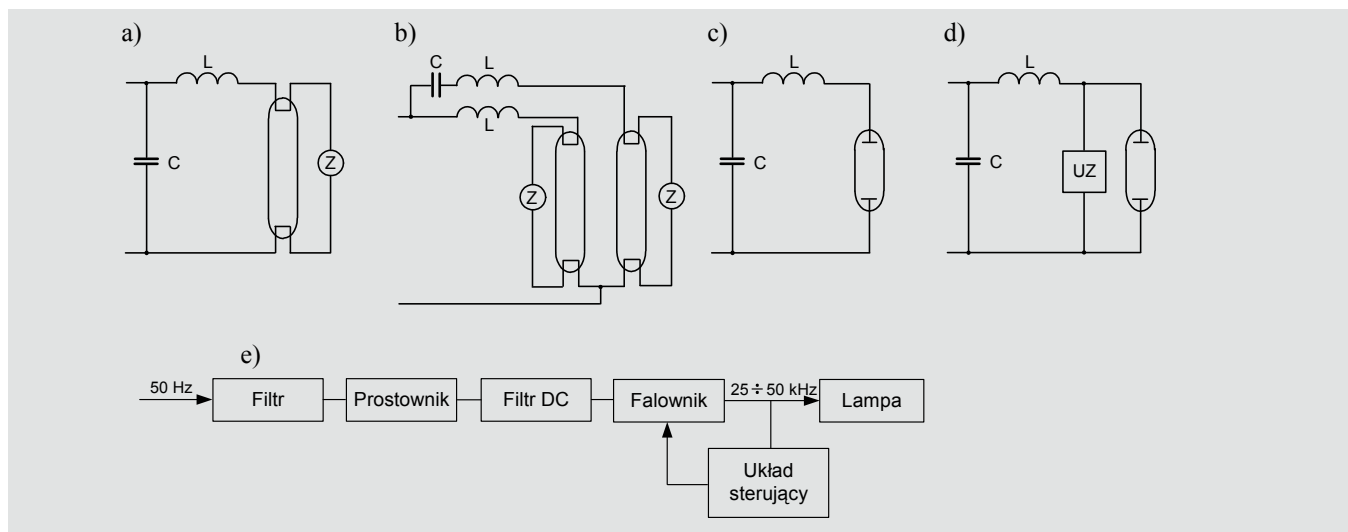 a)
b)
c)
d)
L
C
Z
C
L
L
Z
Z
L
C
L
C
UZ
e)
50 Hz
Filtr
Prostownik
Filtr DC
Falownik
25 ÷ 50 kHz
Lampa
Układ
sterujący